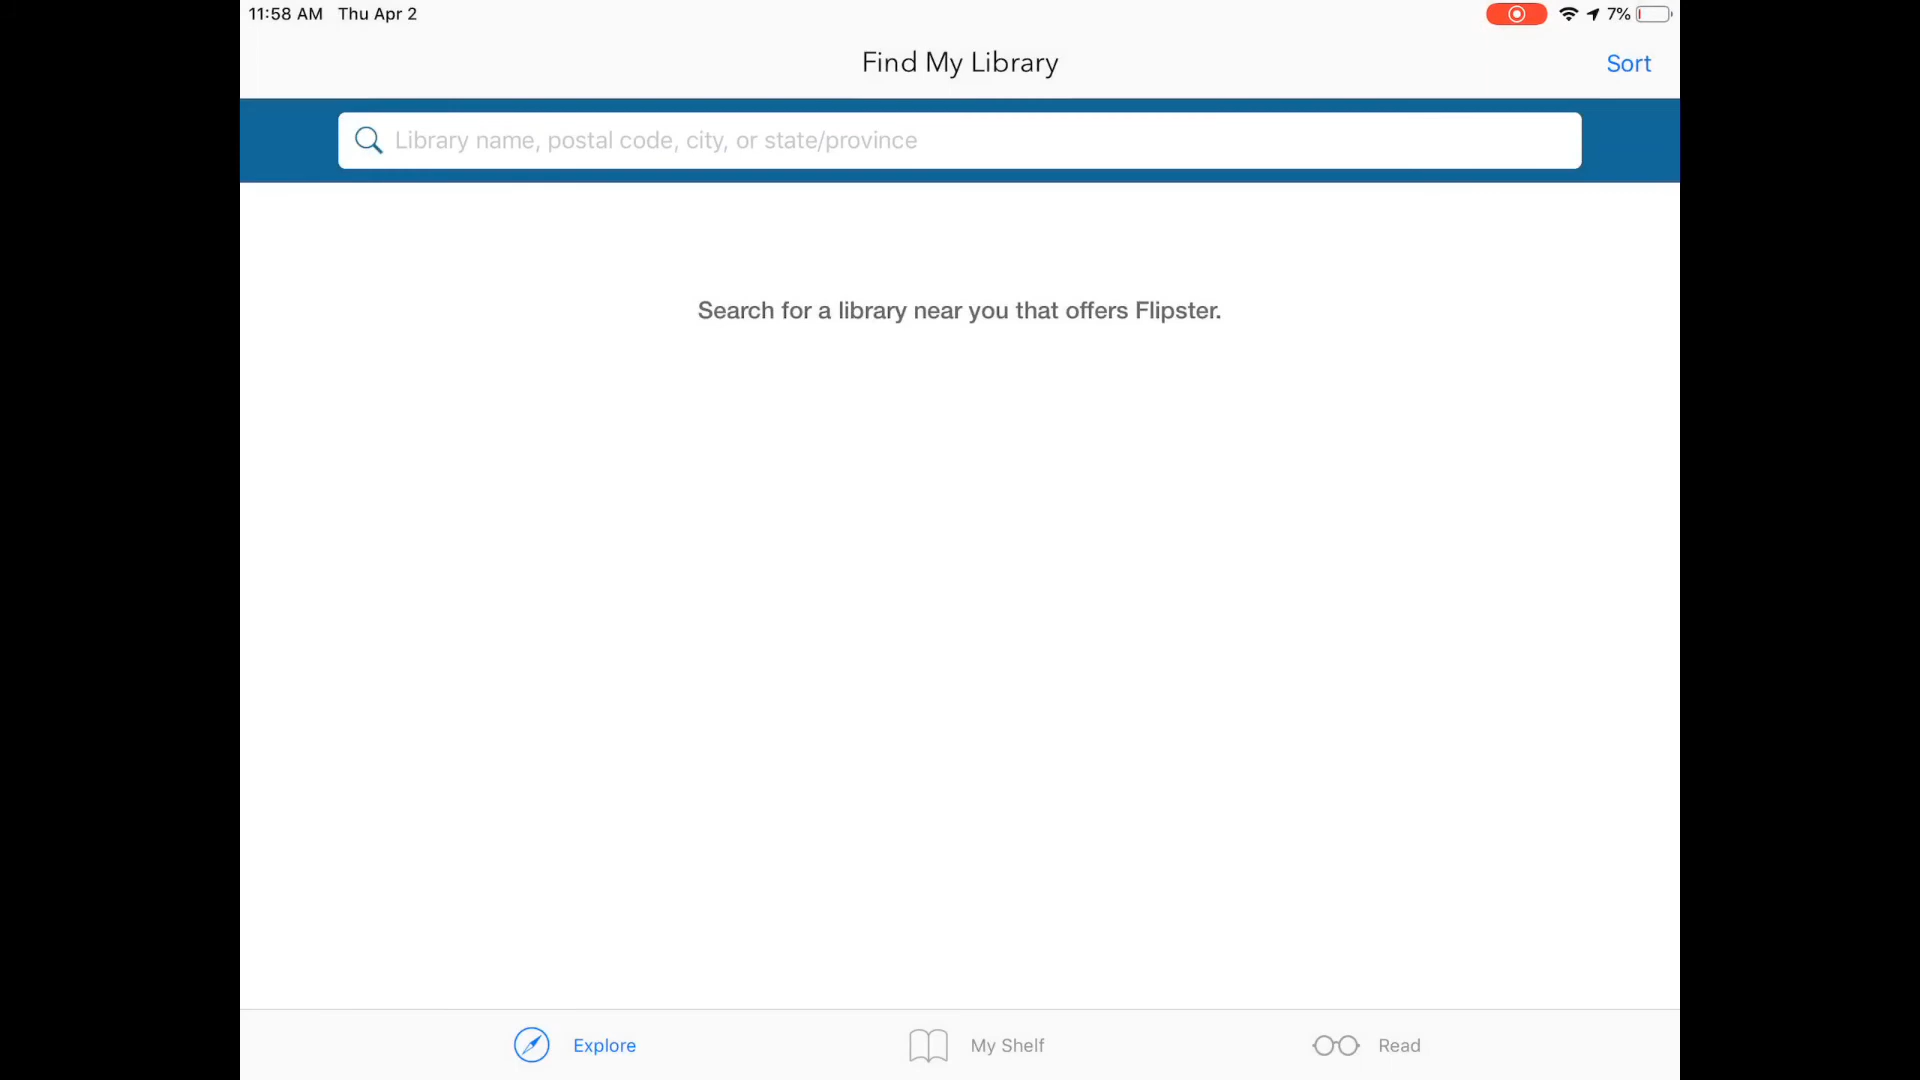 11:58 AM Thu Apr 2
7%
Find My Library
Sort
Library name, postal code, city, or state/province
Search for a library near you that offers Flipster.
Explore
My Shelf
Read